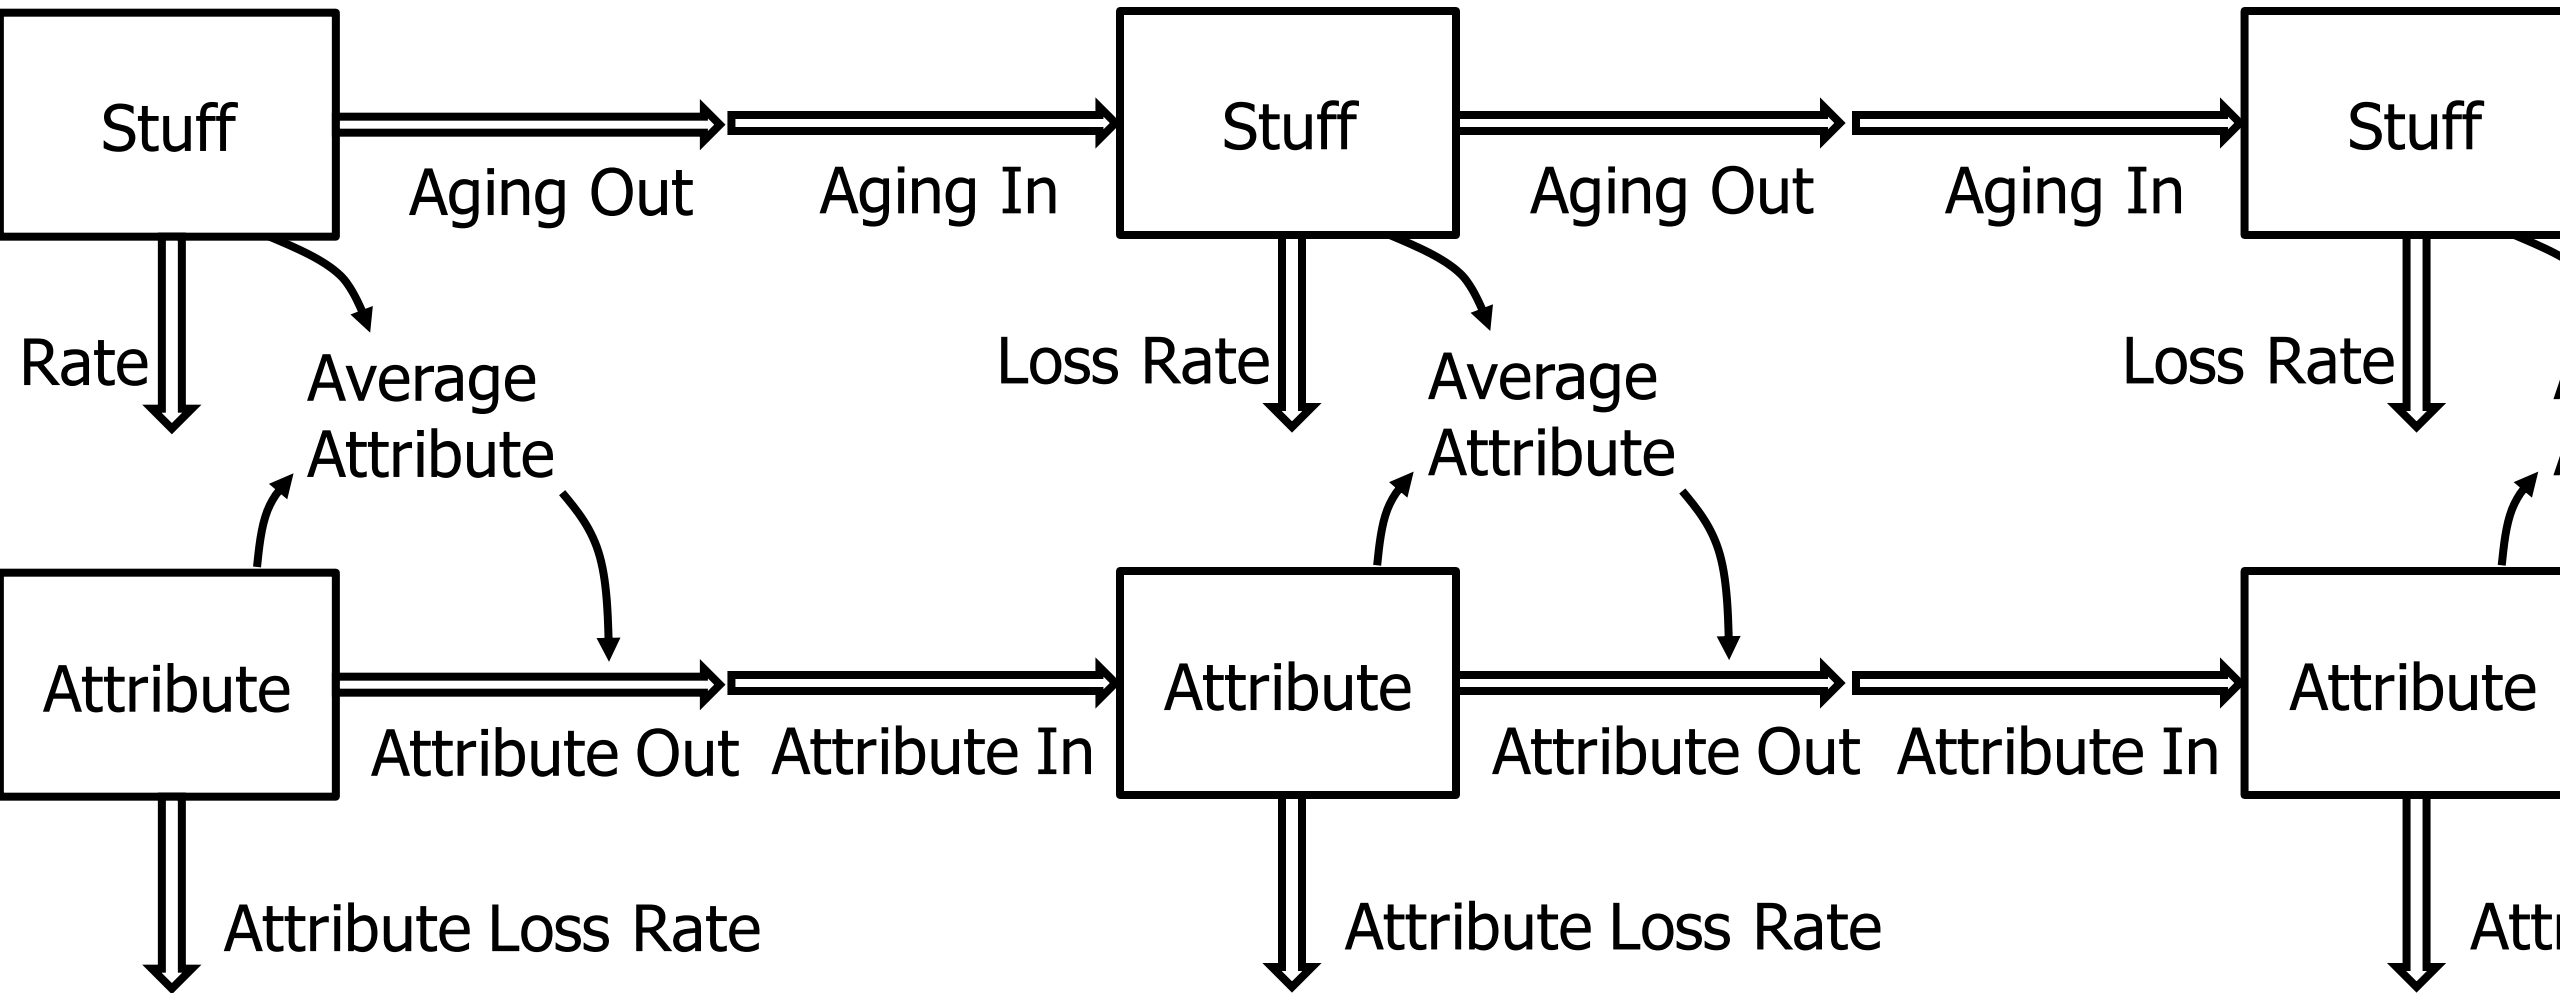 Stuff
Stuff
Stuff
Aging Out
Aging In
Aging Out
Aging In
Rate
Loss Rate
Loss Rate
Average
Attribute
Average
Attribute
Attribute
Attribute
Attribute
Attribute Out
Attribute In
Attribute Out
Attribute In
Attribute Loss Rate
Attribute Loss Rate